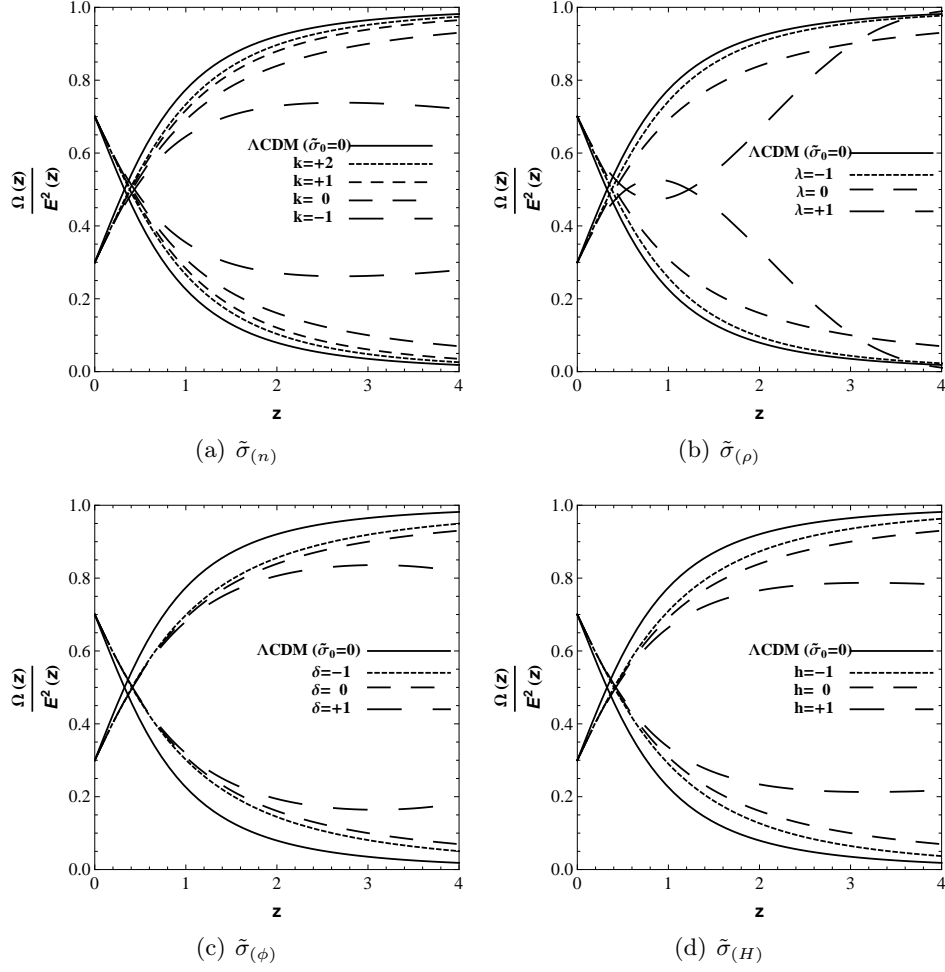 1.0
0.8
0.6
0.4
0.2
0.0
Ω(z)
E²(z)
ΛCDM (σ̃₀=0)
k=+2
k=+1
k= 0
k=−1
0 1 2 3 4
z
(a) σ̃(n)
1.0
0.8
0.6
0.4
0.2
0.0
Ω(z)
E²(z)
ΛCDM (σ̃₀=0)
λ=−1
λ= 0
λ=+1
0 1 2 3 4
z
(b) σ̃(ρ)
1.0
0.8
0.6
0.4
0.2
0.0
Ω(z)
E²(z)
ΛCDM (σ̃₀=0)
δ=−1
δ= 0
δ=+1
0 1 2 3 4
z
(c) σ̃(ϕ)
1.0
0.8
0.6
0.4
0.2
0.0
Ω(z)
E²(z)
ΛCDM (σ̃₀=0)
h=−1
h= 0
h=+1
0 1 2 3 4
z
(d) σ̃(H)